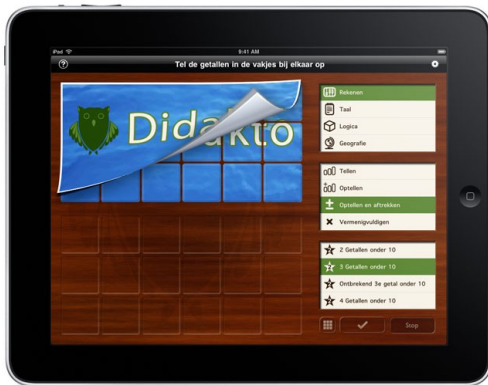 iPad
9:41 AM
Tel de getallen in de vakjes bij elkaar op
Didakto
Rekenen
Taal
Logica
Geografie
Tellen
Optellen
Optellen en aftrekken
Vermenigvuldigen
2 Getallen onder 10
3 Getallen onder 10
Ontbrekend 3e getal onder 10
4 Getallen onder 10
Stop